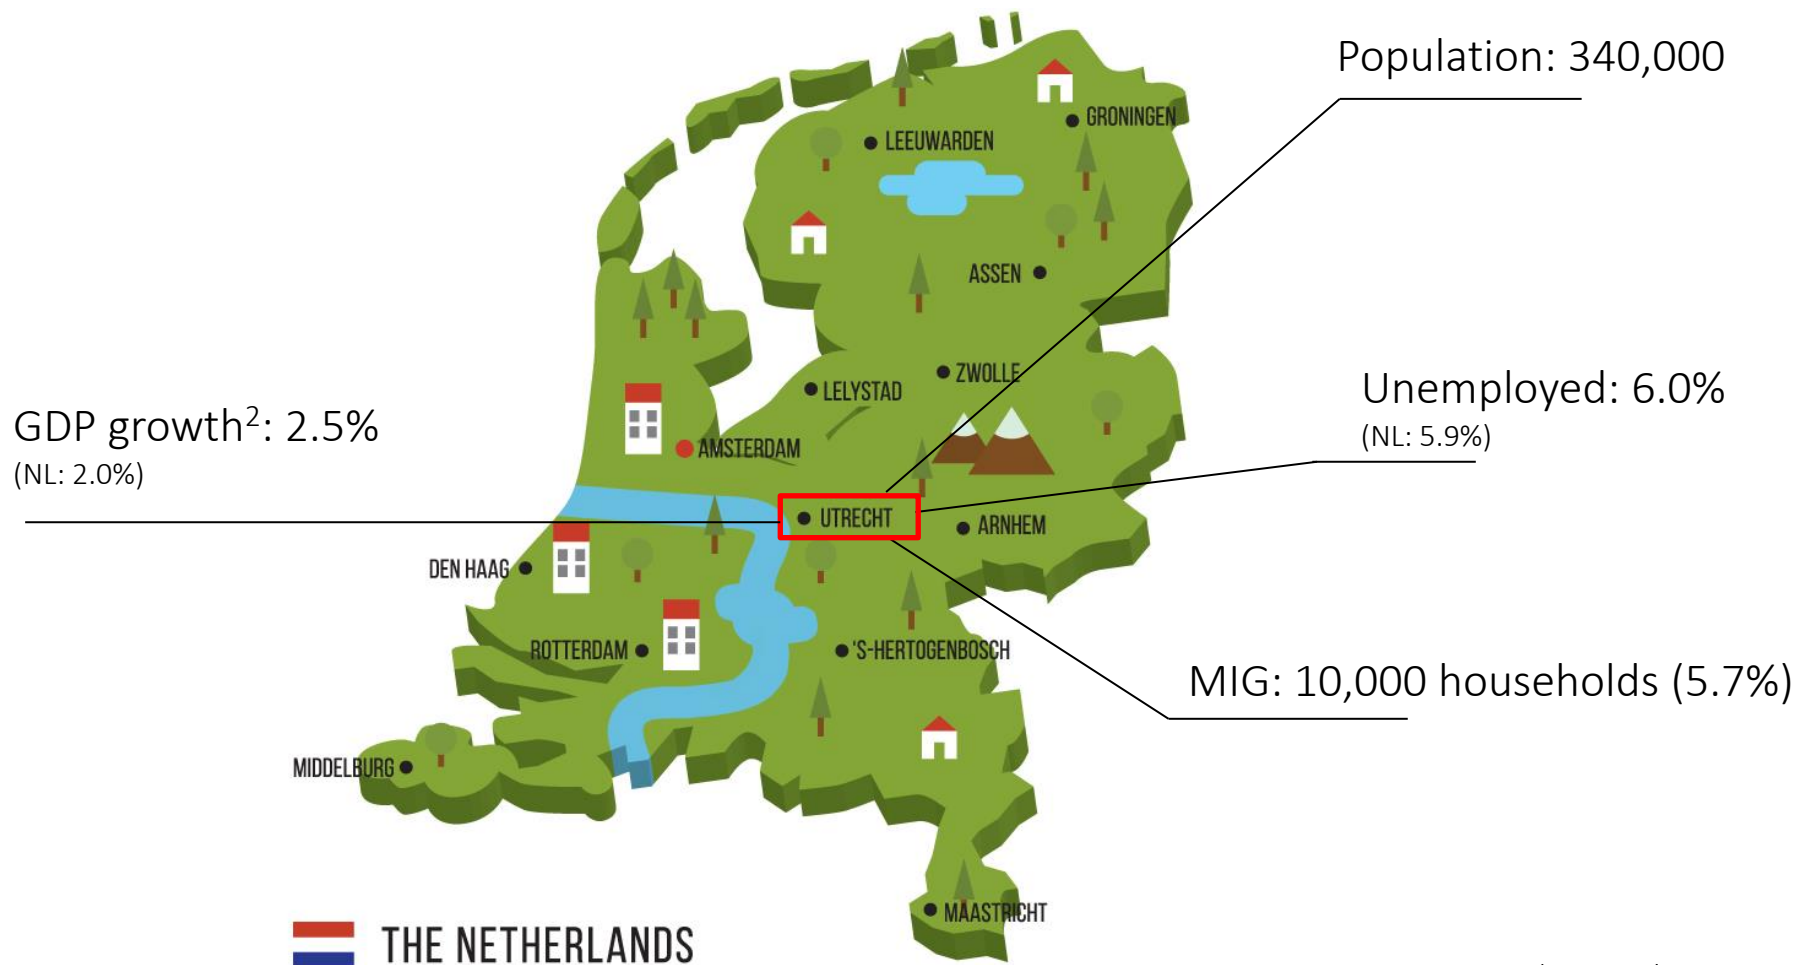 Population: 340,000
GRONINGEN
LEEUWARDEN
ASSEN
ZWOLLE
LELYSTAD
Unemployed: 6.0%
(NL: 5.9%)
GDP growth²: 2.5%
(NL: 2.0%)
AMSTERDAM
UTRECHT
ARNHEM
DEN HAAG
ROTTERDAM
'S-HERTOGENBOSCH
MIG: 10,000 households (5.7%)
MIDDELBURG
MAASTRICHT
THE NETHERLANDS